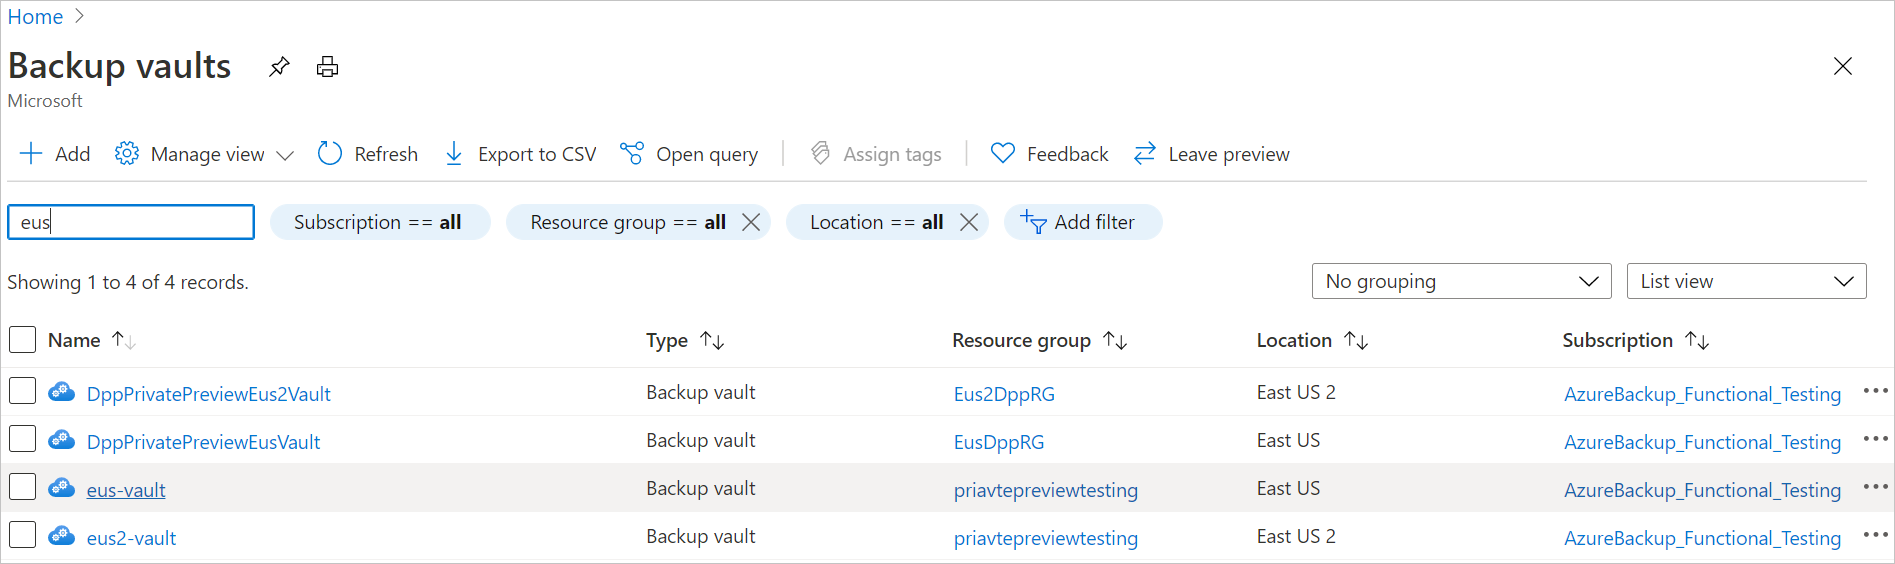 Home
Backup vaults
Microsoft
Add Manage view Refresh Export to CSV Open query Assign tags Feedback Leave preview
eus Subscription == all Resource group == all Location == all Add filter
Showing 1 to 4 of 4 records. No grouping List view
Name Type Resource group Location Subscription
DppPrivatePreviewEus2Vault Backup vault Eus2DppRG East US 2 AzureBackup_Functional_Testing
DppPrivatePreviewEusVault Backup vault EusDppRG East US AzureBackup_Functional_Testing
eus-vault Backup vault priavtepreviewtesting East US AzureBackup_Functional_Testing
eus2-vault Backup vault priavtepreviewtesting East US 2 AzureBackup_Functional_Testing